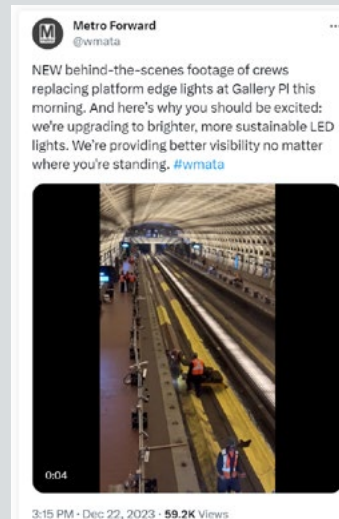 Metro Forward
@wmata
NEW behind-the-scenes footage of crews
replacing platform edge lights at Gallery Pl this
morning. And here's why you should be excited:
we're upgrading to brighter, more sustainable LED
lights. We're providing better visibility no matter
where you're standing. #wmata
0:04
3:15 PM · Dec 22, 2023 · 59.2K Views